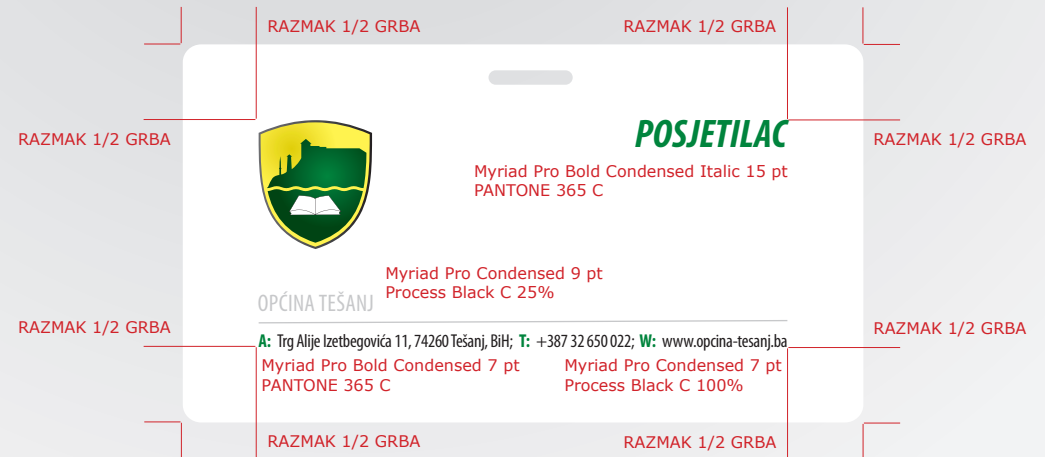 RAZMAK 1/2 GRBA
RAZMAK 1/2 GRBA
RAZMAK 1/2 GRBA
RAZMAK 1/2 GRBA
POSJETILAC
Myriad Pro Bold Condensed Italic 15 pt
PANTONE 365 C
Myriad Pro Condensed 9 pt
Process Black C 25%
OPĆINA TEŠANJ
RAZMAK 1/2 GRBA
RAZMAK 1/2 GRBA
A: Trg Alije Izetbegovića 11, 74260 Tešanj, BiH; T: +387 32 650 022; W: www.opcina-tesanj.ba
Myriad Pro Bold Condensed 7 pt
PANTONE 365 C
Myriad Pro Condensed 7 pt
Process Black C 100%
RAZMAK 1/2 GRBA
RAZMAK 1/2 GRBA